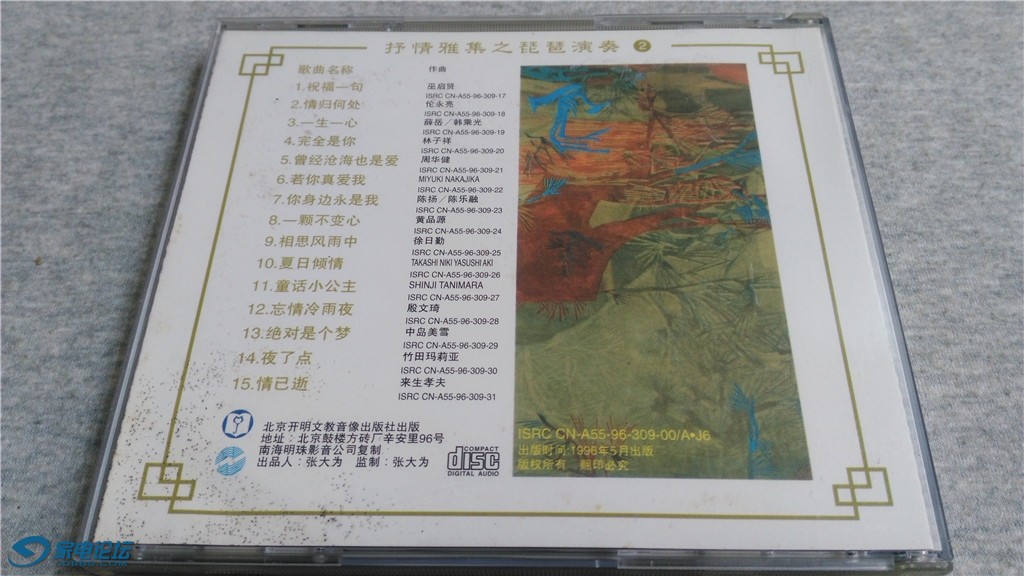 抒情雅集之琵琶演奏 2
歌曲名称 作曲
1.祝福一句 巫启贤
ISRC CN-A55-96-309-17
2.情归何处 伦永亮
ISRC CN-A55-96-309-18
3.一生一心 薛岳／韩乘光
ISRC CN-A55-96-309-19
4.完全是你 林子祥
ISRC CN-A55-96-309-20
5.曾经沧海也是爱 周华健
ISRC CN-A55-96-309-21
6.若你真爱我 MIYUKI NAKAJIKA
ISRC CN-A55-96-309-22
7.你身边永是我 陈扬／陈乐融
ISRC CN-A55-96-309-23
8.一颗不变心 黄品源
ISRC CN-A55-96-309-24
9.相思风雨中 徐日勤
ISRC CN-A55-96-309-25
10.夏日倾情 TAKASHI NIKI YASUSHI AKI
ISRC CN-A55-96-309-26
11.童话小公主 SHINJI TANIMARA
ISRC CN-A55-96-309-27
12.忘情冷雨夜 殷文琦
ISRC CN-A55-96-309-28
13.绝对是个梦 中岛美雪
ISRC CN-A55-96-309-29
14.夜了点 竹田玛莉亚
ISRC CN-A55-96-309-30
15.情已逝 来生孝夫
ISRC CN-A55-96-309-31
北京开明文教音像出版社出版
地址：北京鼓楼方砖厂辛安里96号
南海明珠影音公司复制
出品人：张大为 监制：张大为
COMPACT
disc
DIGITAL AUDIO
ISRC CN-A55-96-309-00/A•J6
出版时间 1996年5月出版
版权所有 翻印必究
家电论坛